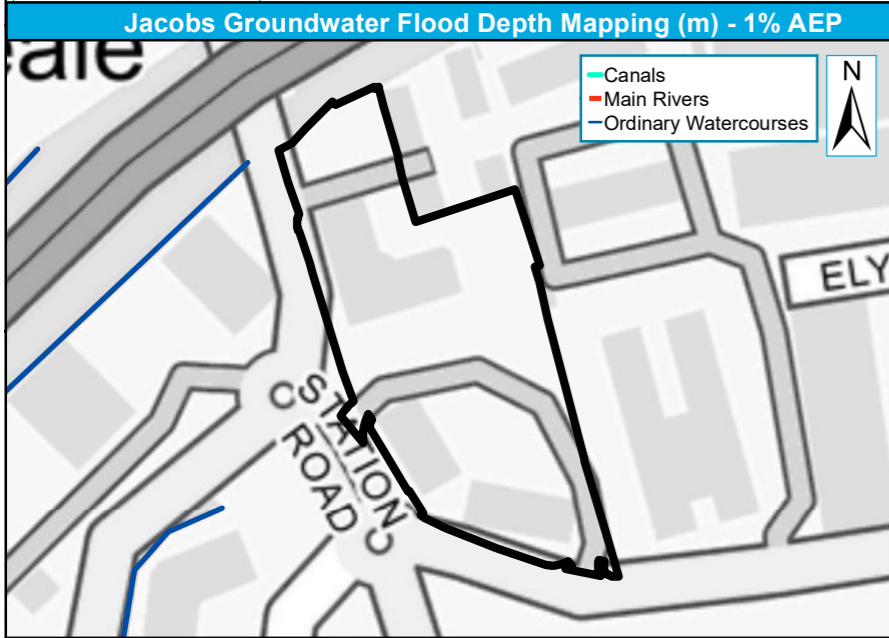 Jacobs Groundwater Flood Depth Mapping (m) - 1% AEP
Canals
Main Rivers
Ordinary Watercourses
N
ELY
STATION
ROAD